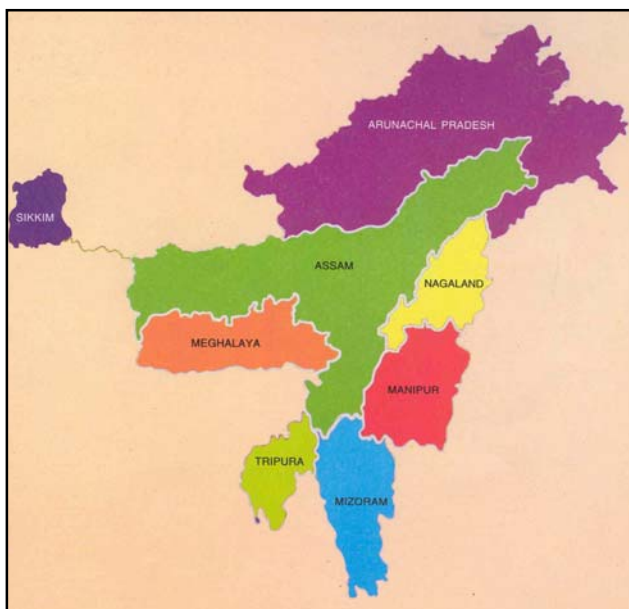 ARUNACHAL PRADESH
SIKKIM
ASSAM
NAGALAND
MEGHALAYA
MANIPUR
TRIPURA
MIZORAM